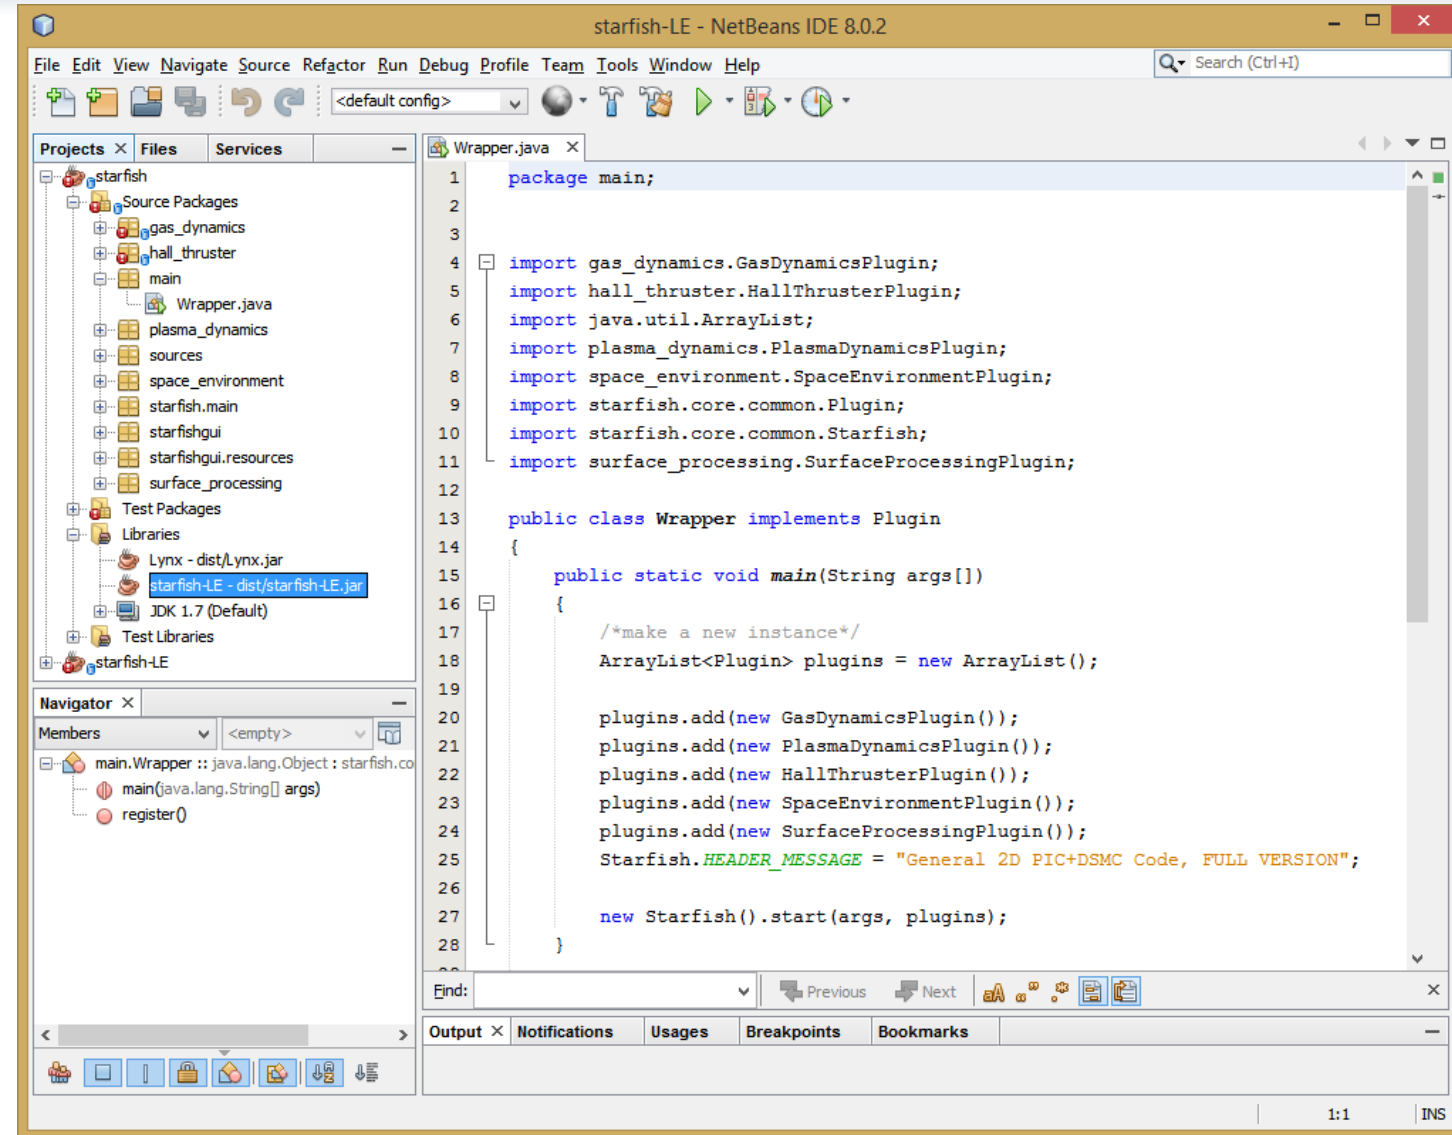 starfish-LE - NetBeans IDE 8.0.2
File Edit View Navigate Source Refactor Run Debug Profile Team Tools Window Help
Search (Ctrl+I)
<default config>
Projects Files Services
starfish
Source Packages
gas_dynamics
hall_thruster
main
Wrapper.java
plasma_dynamics
sources
space_environment
starfish.main
starfishgui
starfishgui.resources
surface_processing
Test Packages
Libraries
Lynx - dist/Lynx.jar
starfish-LE - dist/starfish-LE.jar
JDK 1.7 (Default)
Test Libraries
starfish-LE
Navigator
Members <empty>
main.Wrapper :: java.lang.Object : starfish.co
main(java.lang.String[] args)
register()
Wrapper.java
1 package main;
2
3
4 import gas_dynamics.GasDynamicsPlugin;
5 import hall_thruster.HallThrusterPlugin;
6 import java.util.ArrayList;
7 import plasma_dynamics.PlasmaDynamicsPlugin;
8 import space_environment.SpaceEnvironmentPlugin;
9 import starfish.core.common.Plugin;
10 import starfish.core.common.Starfish;
11 import surface_processing.SurfaceProcessingPlugin;
12
13 public class Wrapper implements Plugin
14 {
15 public static void main(String args[])
16 {
17 /*make a new instance*/
18 ArrayList<Plugin> plugins = new ArrayList();
19
20 plugins.add(new GasDynamicsPlugin());
21 plugins.add(new PlasmaDynamicsPlugin());
22 plugins.add(new HallThrusterPlugin());
23 plugins.add(new SpaceEnvironmentPlugin());
24 plugins.add(new SurfaceProcessingPlugin());
25 Starfish.HEADER_MESSAGE = "General 2D PIC+DSMC Code, FULL VERSION";
26
27 new Starfish().start(args, plugins);
28 }
Find: Previous Next
Output Notifications Usages Breakpoints Bookmarks
1:1 INS